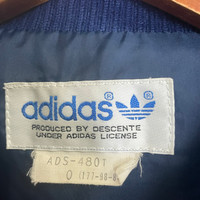 adidas ®
PRODUCED BY DESCENTE
UNDER ADIDAS LICENSE
ADS-4801
O